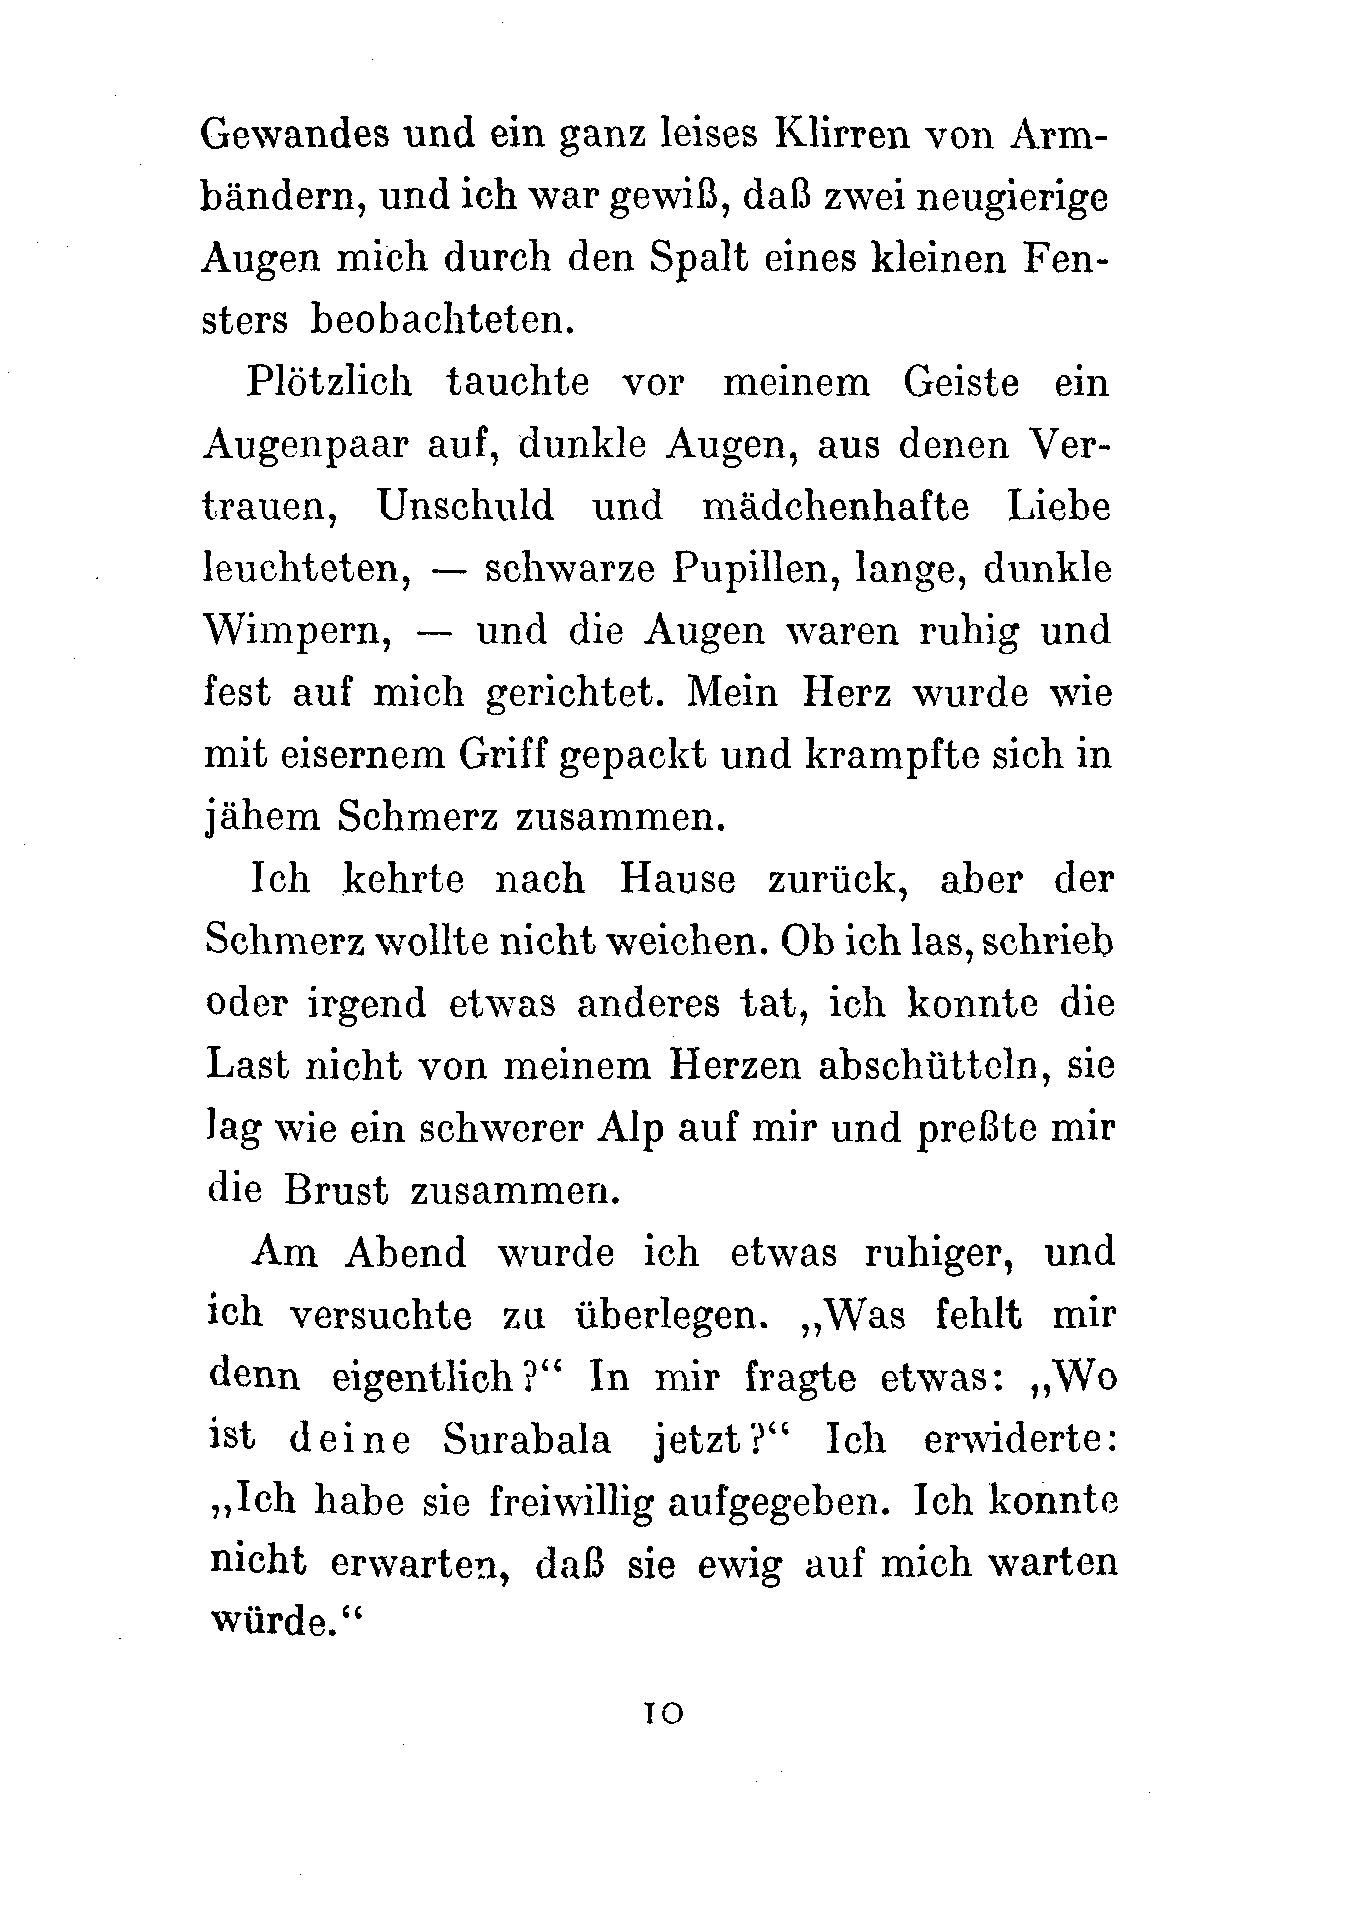 Gewandes und ein ganz leises Klirren von Arm-
bändern, und ich war gewiß, daß zwei neugierige
Augen mich durch den Spalt eines kleinen Fen-
sters beobachteten.
Plötzlich tauchte vor meinem Geiste ein
Augenpaar auf, dunkle Augen, aus denen Ver-
trauen, Unschuld und mädchenhafte Liebe
leuchteten, — schwarze Pupillen, lange, dunkle
Wimpern, — und die Augen waren ruhig und
fest auf mich gerichtet. Mein Herz wurde wie
mit eisernem Griff gepackt und krampfte sich in
jähem Schmerz zusammen.
Ich kehrte nach Hause zurück, aber der
Schmerz wollte nicht weichen. Ob ich las, schrieb
oder irgend etwas anderes tat, ich konnte die
Last nicht von meinem Herzen abschütteln, sie
lag wie ein schwerer Alp auf mir und preßte mir
die Brust zusammen.
Am Abend wurde ich etwas ruhiger, und
ich versuchte zu überlegen. „Was fehlt mir
denn eigentlich?“ In mir fragte etwas: „Wo
ist deine Surabala jetzt?“ Ich erwiderte:
„Ich habe sie freiwillig aufgegeben. Ich konnte
nicht erwarten, daß sie ewig auf mich warten
würde.“
10